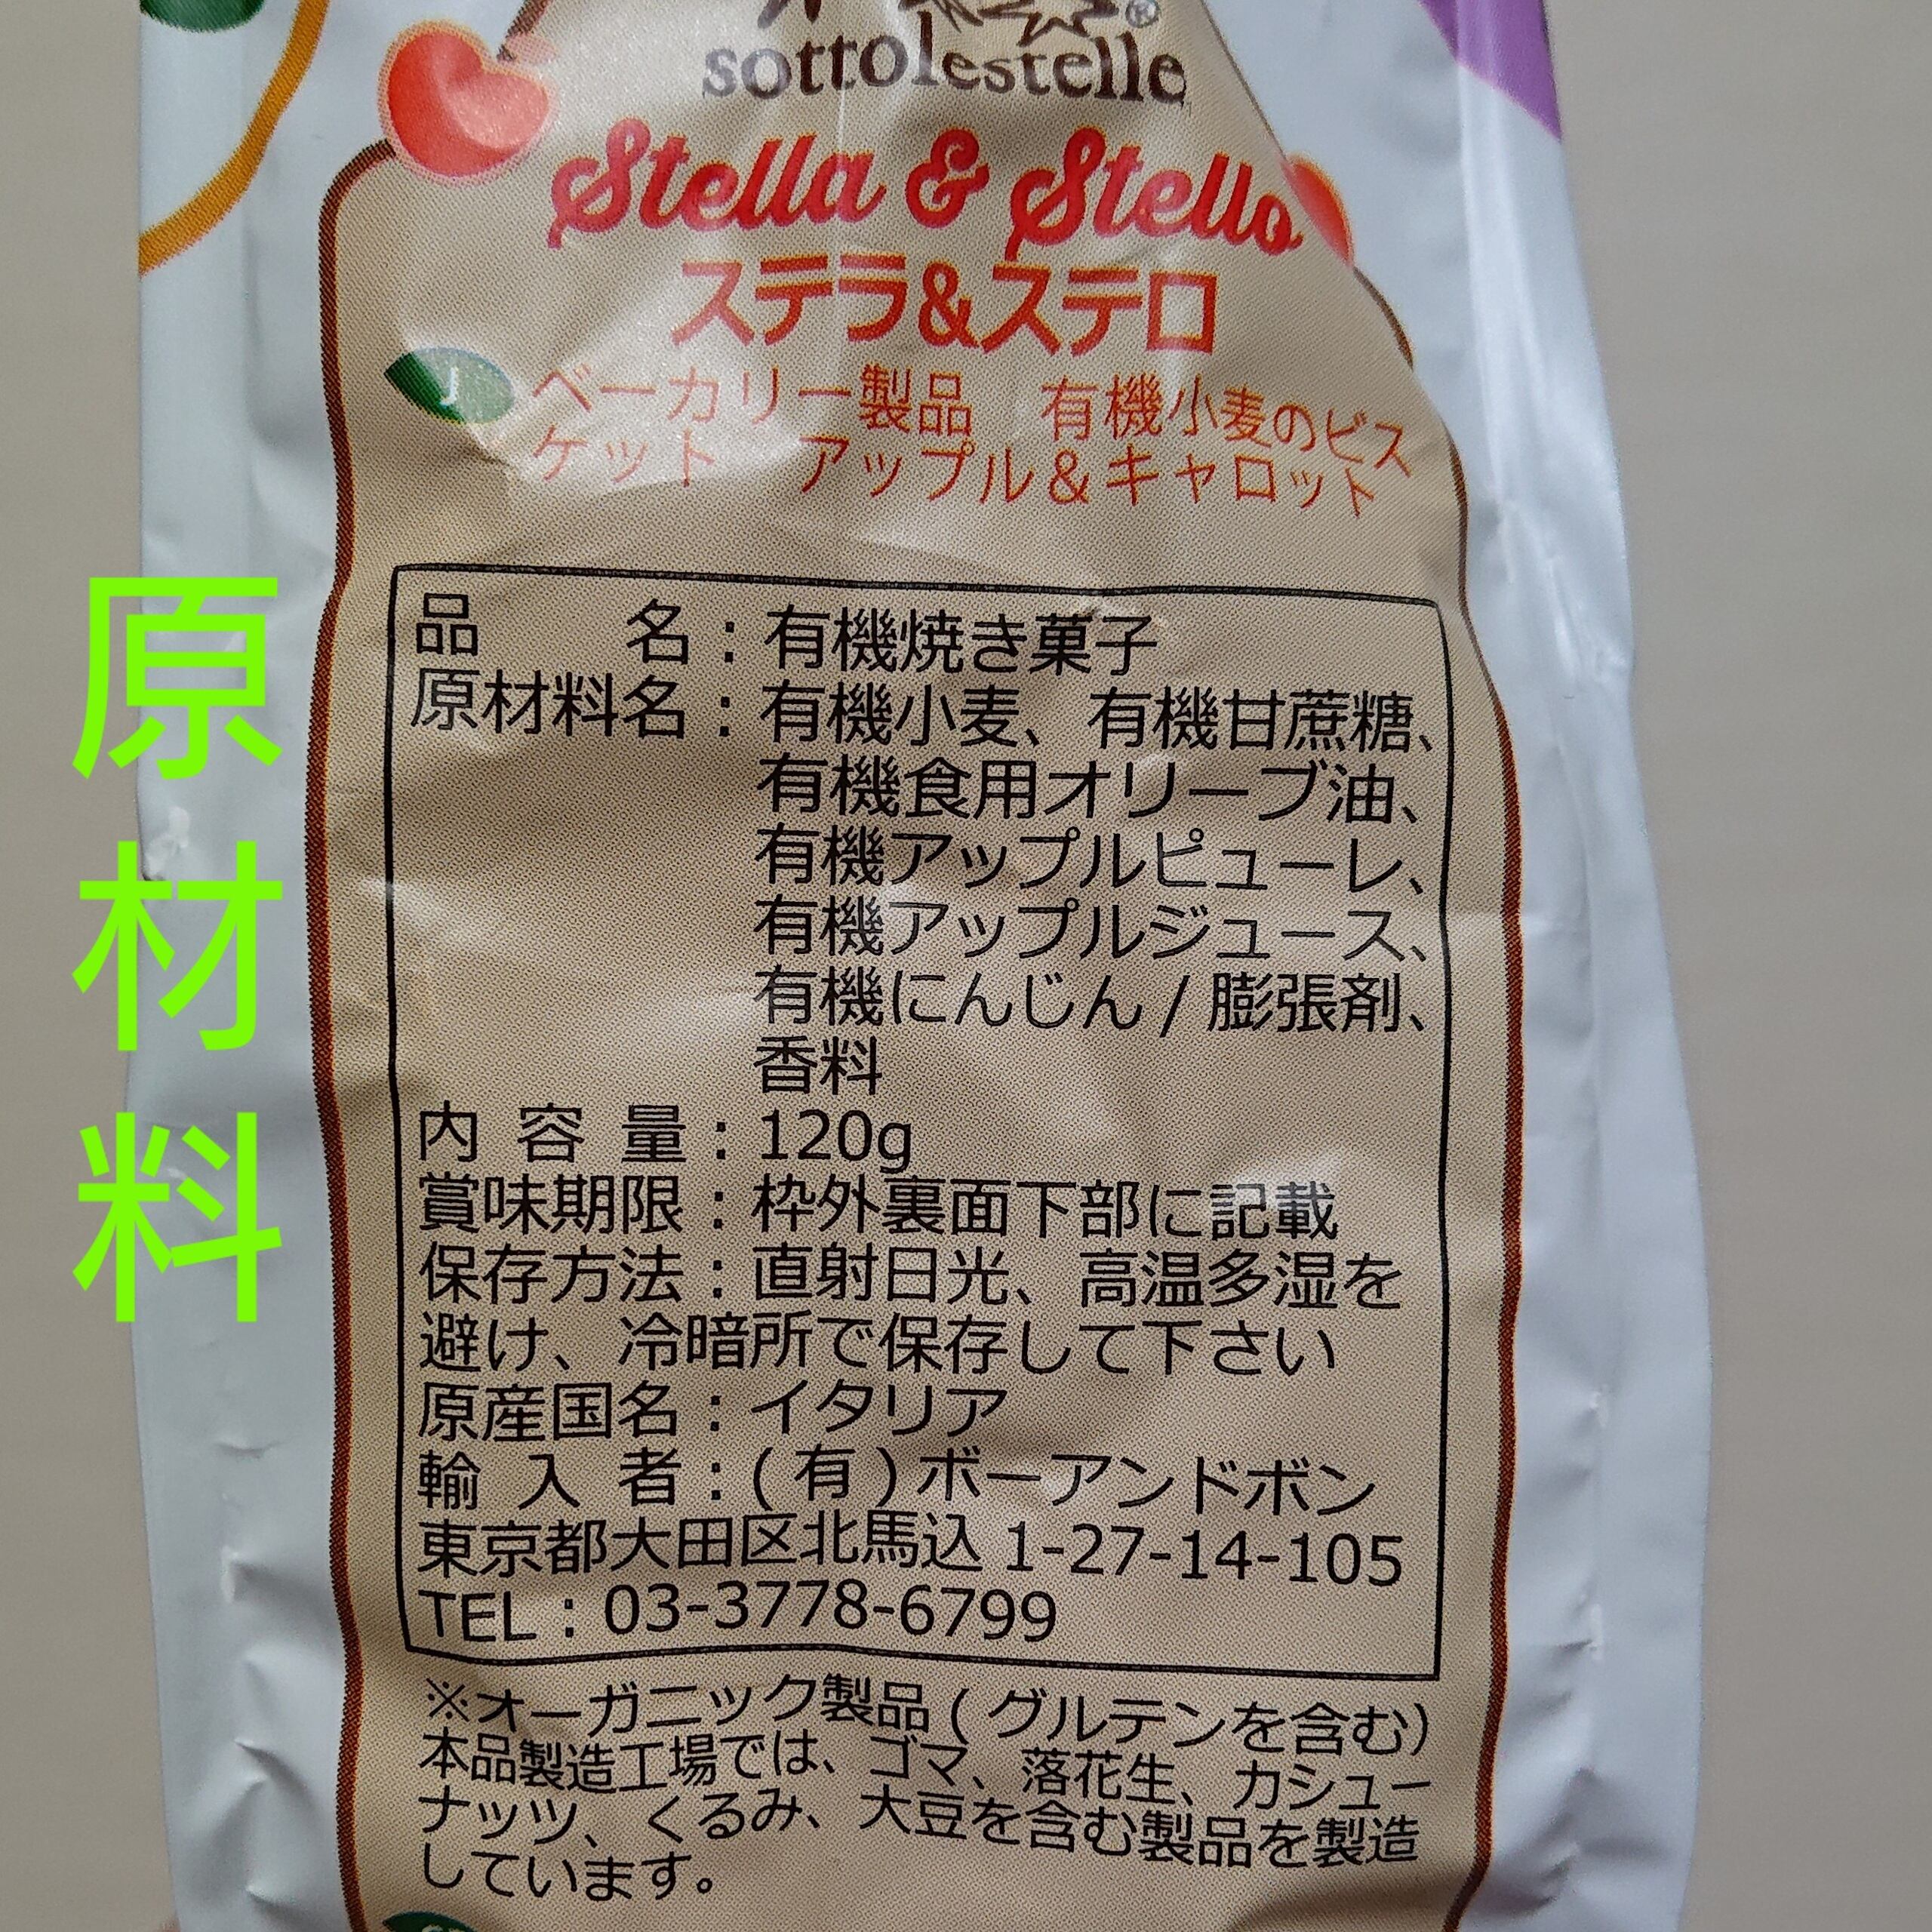 ®
sottolestelle
Stella & Stello
ステラ&ステロ
J ベーカリー製品 有機小麦のビス
ケット アップル&キャロット
原材料
品 名：有機焼き菓子
原材料名：有機小麦、有機甘蔗糖、
有機食用オリーブ油、
有機アップルピューレ、
有機アップルジュース、
有機にんじん / 膨張剤、
香料
内容量：120g
賞味期限：枠外裏面下部に記載
保存方法：直射日光、高温多湿を
避け、冷暗所で保存して下さい
原産国名：イタリア
輸入者：(有)ボーアンドボン
東京都大田区北馬込 1-27-14-105
TEL：03-3778-6799
※オーガニック製品(グルテンを含む)
本品製造工場では、ゴマ、落花生、カシュー
ナッツ、くるみ、大豆を含む製品を製造
しています。